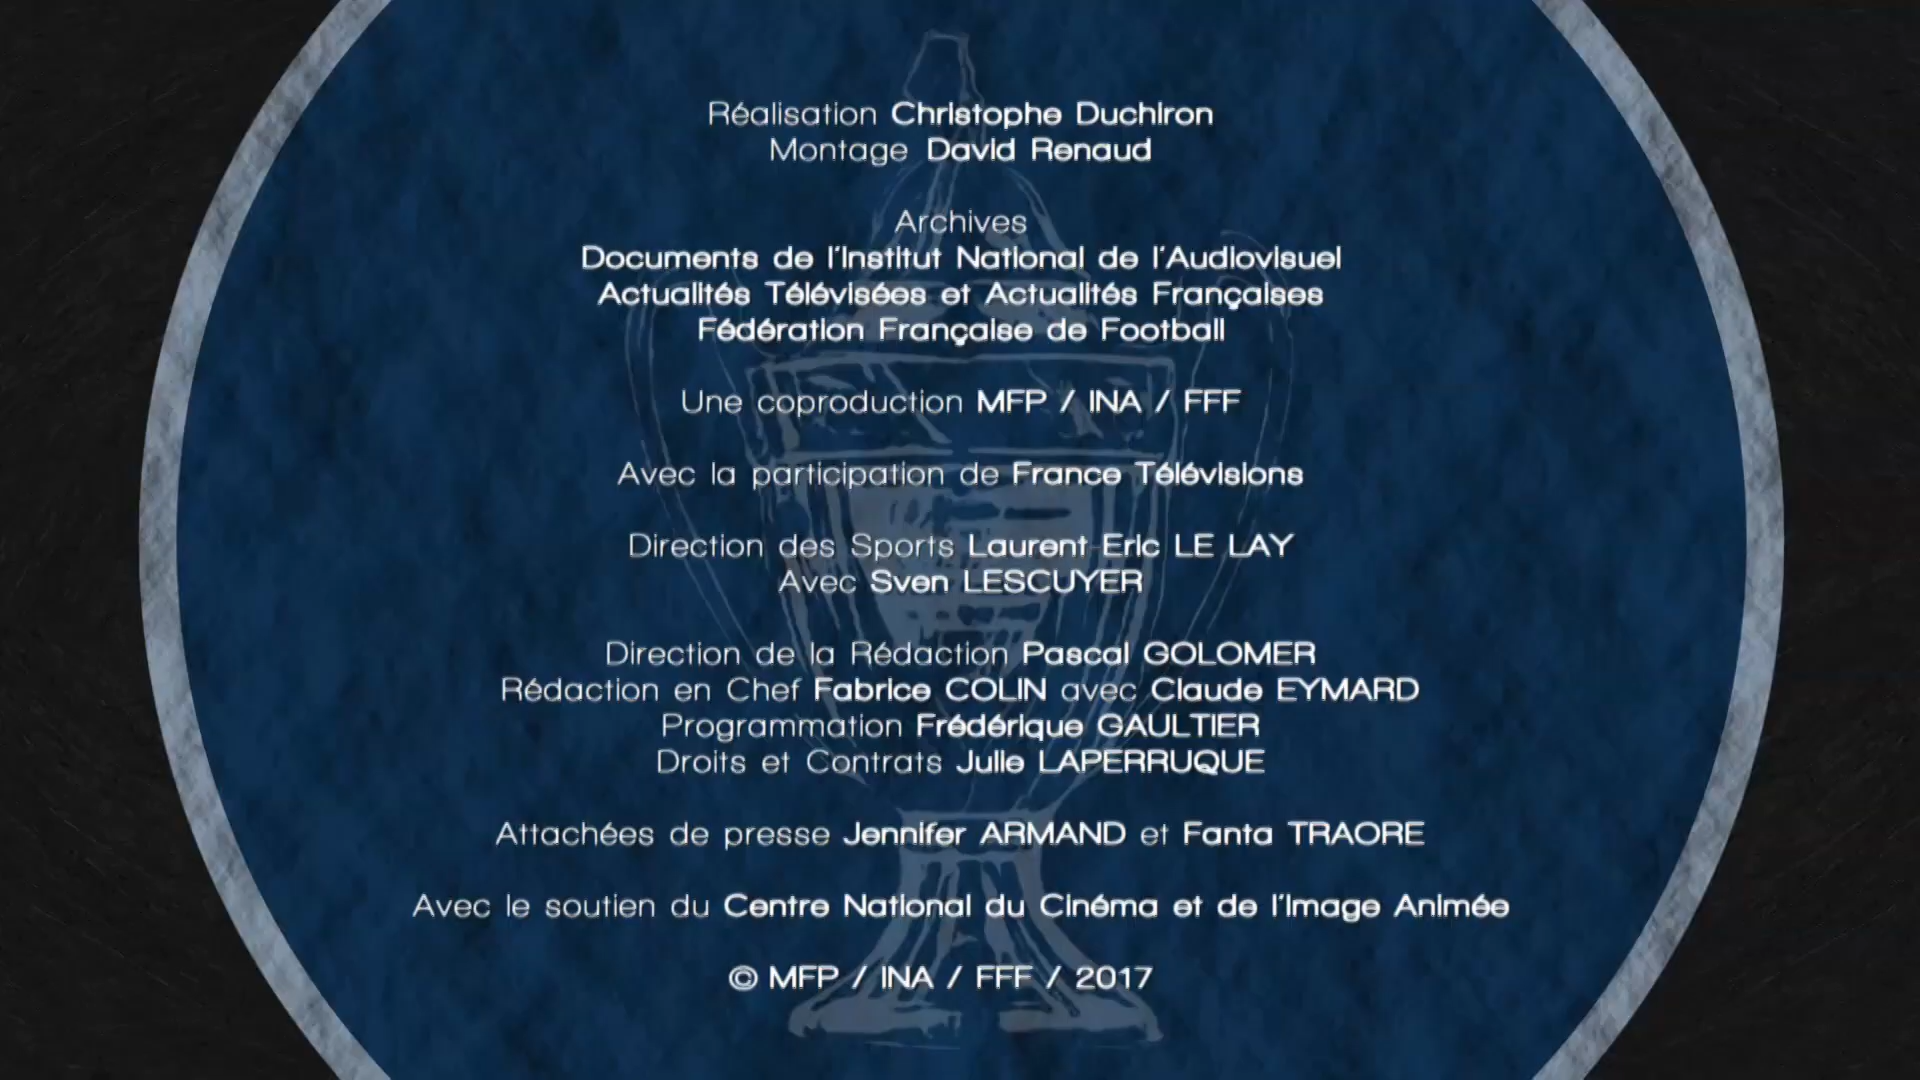 Réalisation Christophe Duchiron
Montage David Renaud
Archives
Documents de l'Institut National de l'Audiovisuel
Actualités Télévisées et Actualités Françaises
Fédération Française de Football
Une coproduction MFP / INA / FFF
Avec la participation de France Télévisions
Direction des Sports Laurent-Eric LE LAY
Avec Sven LESCUYER
Direction de la Rédaction Pascal GOLOMER
Rédaction en Chef Fabrice COLIN avec Claude EYMARD
Programmation Frédérique GAULTIER
Droits et Contrats Julie LAPERRUQUE
Attachées de presse Jennifer ARMAND et Fanta TRAORE
Avec le soutien du Centre National du Cinéma et de l'Image Animée
© MFP / INA / FFF / 2017